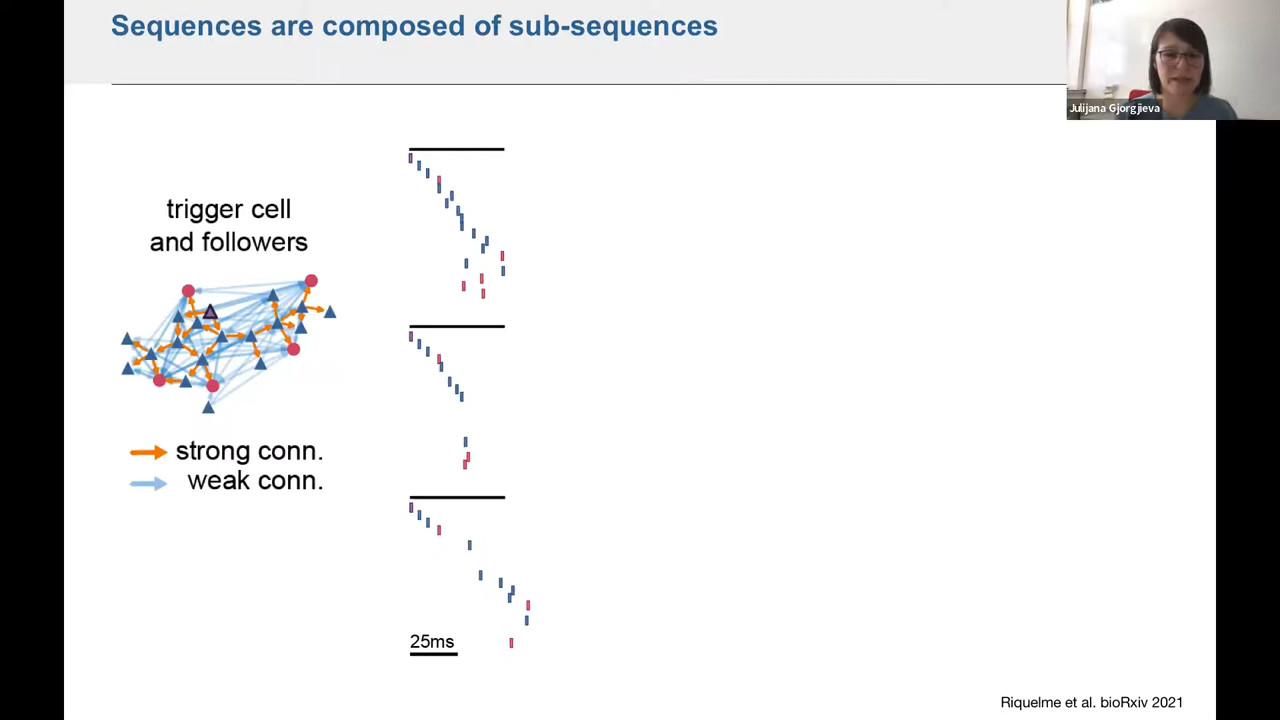 Sequences are composed of sub-sequences
Julijana Gjorgjieva
trigger cell
and followers
strong conn.
weak conn.
25ms
Riquelme et al. bioRxiv 2021